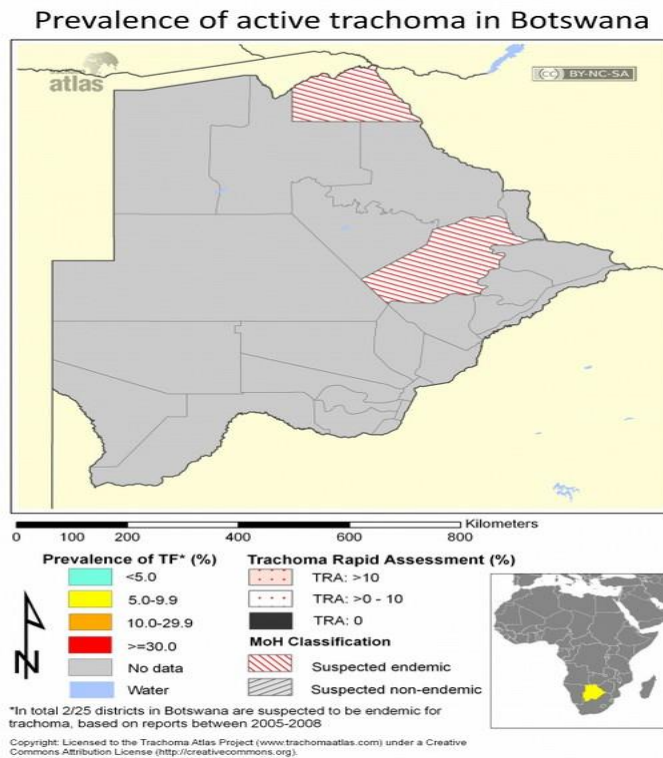 Prevalence of active trachoma in Botswana
atlas
cc BY-NC-SA
0 100 200 400 600 800 Kilometers
Prevalence of TF* (%)
<5.0
5.0-9.9
10.0-29.9
>=30.0
No data
Water
Trachoma Rapid Assessment (%)
TRA: >10
TRA: >0 - 10
TRA: 0
MoH Classification
Suspected endemic
Suspected non-endemic
N
*In total 2/25 districts in Botswana are suspected to be endemic for
trachoma, based on reports between 2005-2008
Copyright: Licensed to the Trachoma Atlas Project (www.trachomaatlas.com) under a Creative
Commons Attribution License (http://creativecommons.org).